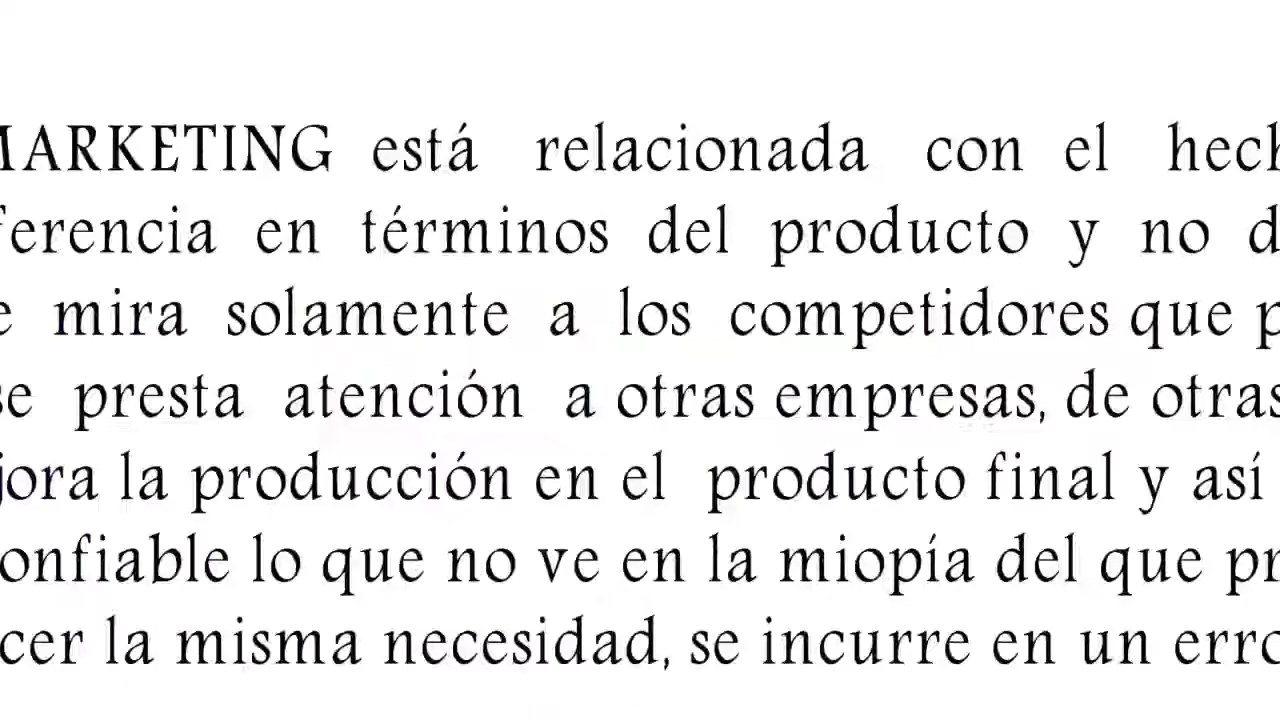 MARKETING está relacionada con el hech
ferencia en términos del producto y no d
e mira solamente a los competidores que p
se presta atención a otras empresas, de otras
jora la producción en el producto final y así
onfiable lo que no ve en la miopía del que pr
cer la misma necesidad, se incurre en un erro